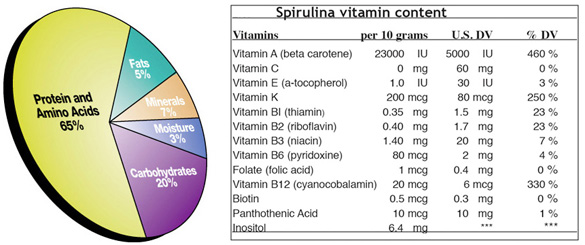 Fats
5%
Minerals
7%
Moisture
3%
Carbohydrates
20%
Protein and
Amino Acids
65%
Spirulina vitamin content
Vitamins per 10 grams U.S. DV % DV
Vitamin A (beta carotene) 23000 IU 5000 IU 460 %
Vitamin C 0 mg 60 mg 0 %
Vitamin E (a-tocopherol) 1.0 IU 30 IU 3 %
Vitamin K 200 mcg 80 mcg 250 %
Vitamin BI (thiamin) 0.35 mg 1.5 mg 23 %
Vitamin B2 (riboflavin) 0.40 mg 1.7 mg 23 %
Vitamin B3 (niacin) 1.40 mg 20 mg 7 %
Vitamin B6 (pyridoxine) 80 mcg 2 mg 4 %
Folate (folic acid) 1 mcg 0.4 mg 0 %
Vitamin B12 (cyanocobalamin) 20 mcg 6 mcg 330 %
Biotin 0.5 mcg 0.3 mg 0 %
Panthothenic Acid 10 mcg 10 mg 1 %
Inositol 6.4 mg *** ***